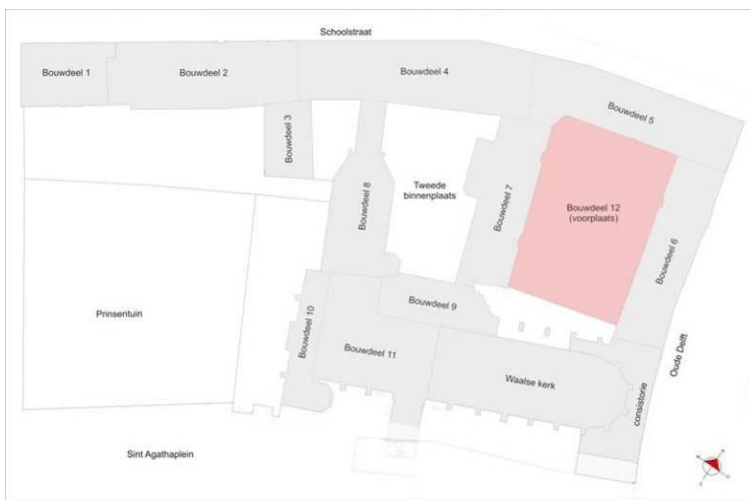 Schoolstraat
Bouwdeel 1
Bouwdeel 2
Bouwdeel 4
Bouwdeel 5
Bouwdeel 3
Bouwdeel 8
Tweede
binnenplaats
Bouwdeel 7
Bouwdeel 12
(voorplaats)
Bouwdeel 6
Prinsentuin
Bouwdeel 10
Bouwdeel 9
Bouwdeel 11
Waalse kerk
consistorie
Oude Delft
Sint Agathaplein